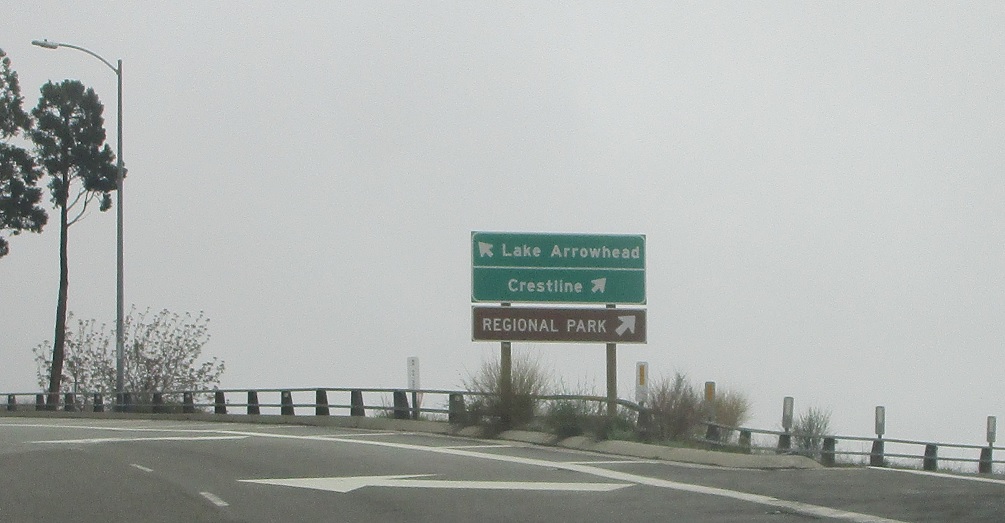 Lake Arrowhead
Crestline
REGIONAL PARK